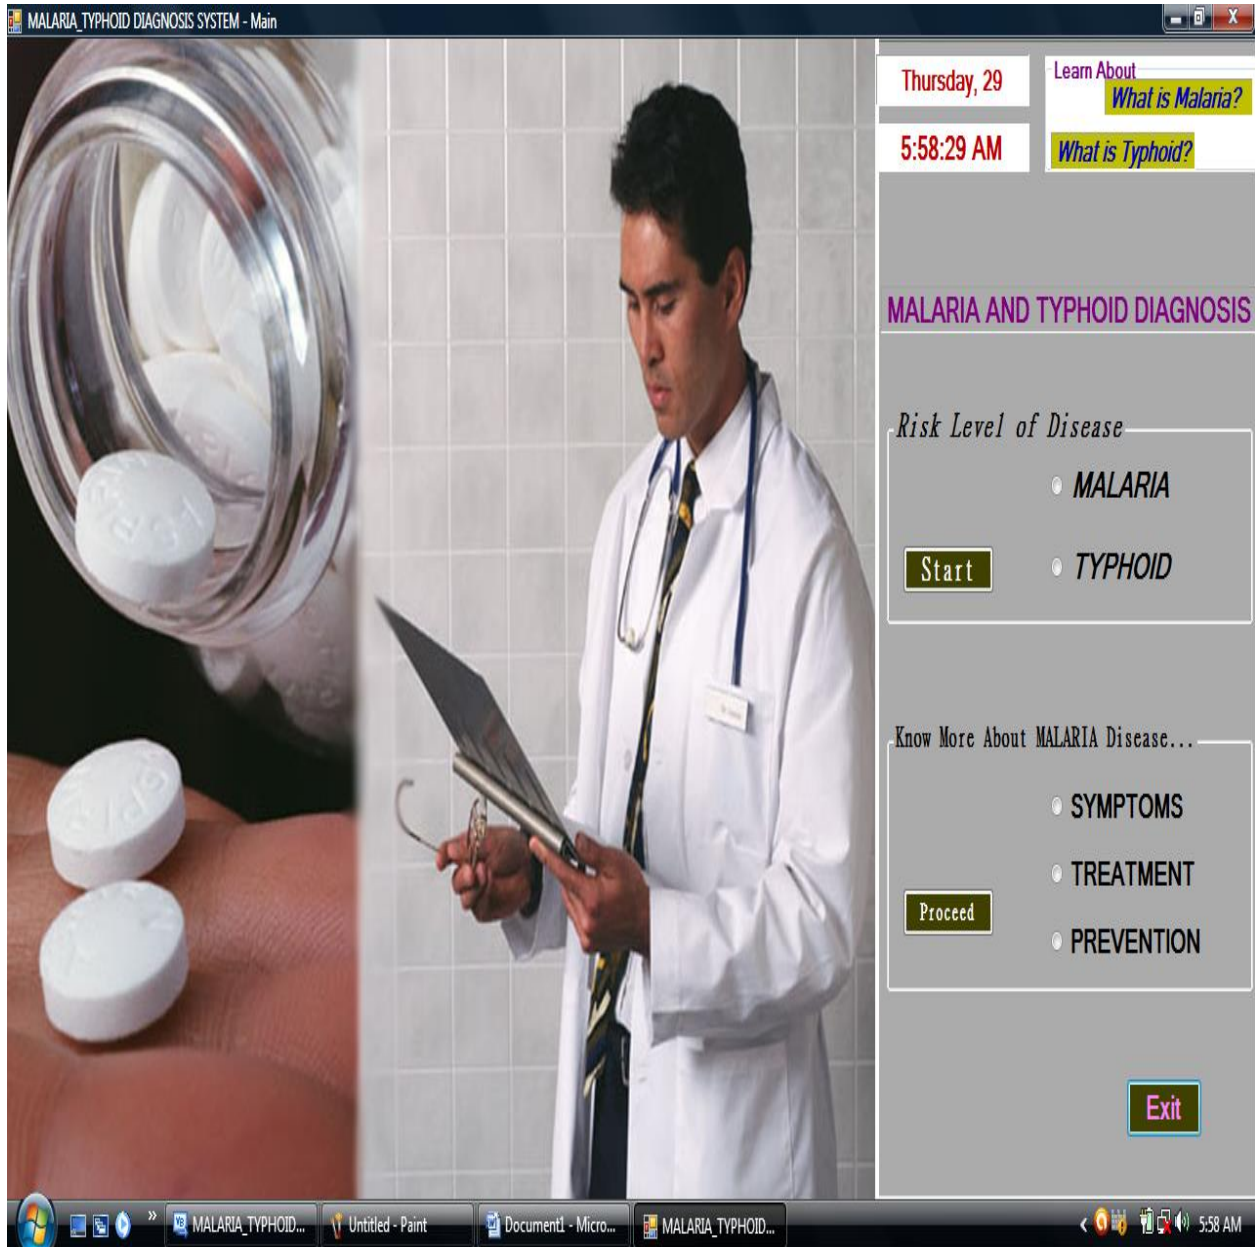 MALARIA_TYPHOID DIAGNOSIS SYSTEM - Main
Thursday, 29
5:58:29 AM
Learn About
What is Malaria?
What is Typhoid?
MALARIA AND TYPHOID DIAGNOSIS
Risk Level of Disease
MALARIA
Start
TYPHOID
Know More About MALARIA Disease...
SYMPTOMS
TREATMENT
Proceed
PREVENTION
Exit
MALARIA_TYPHOID...
Untitled - Paint
Document1 - Micro...
MALARIA_TYPHOID...
5:58 AM